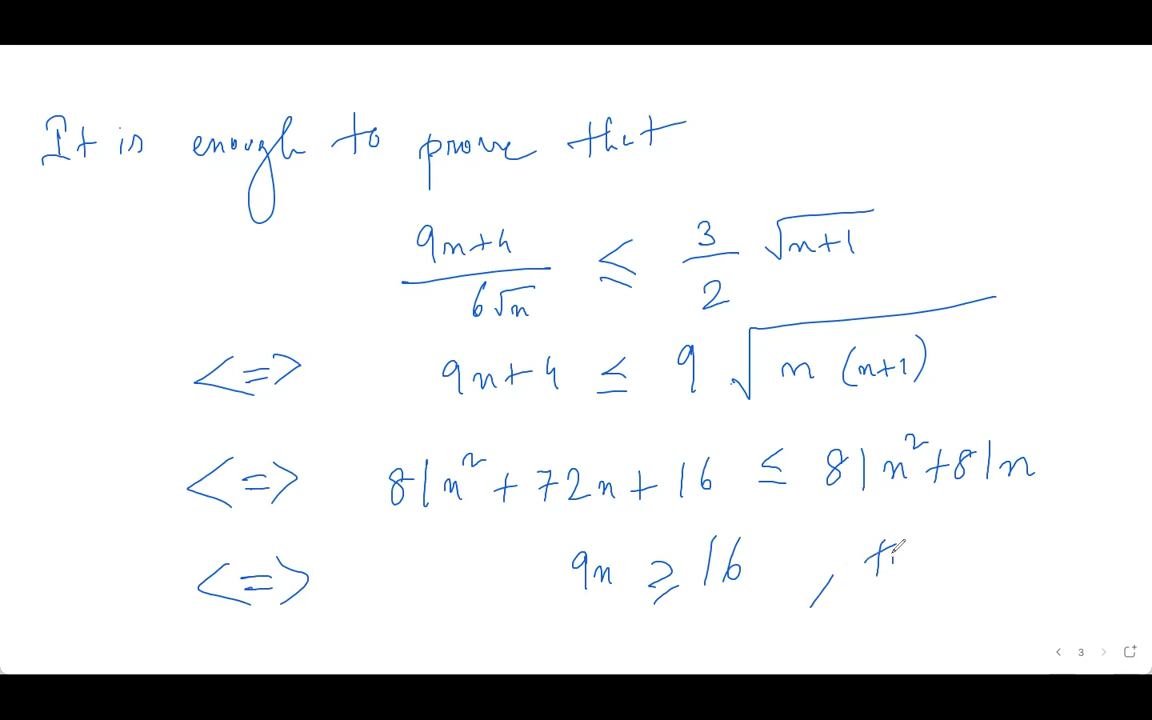 It is enough to prove that
9n+4 / 6√n ≤ 3/2 √n+1
<=> 9n+4 ≤ 9 √n (n+1)
<=> 81n² + 72n + 16 ≤ 81n² + 81n
<=> 9n ≥ 16 ,
3